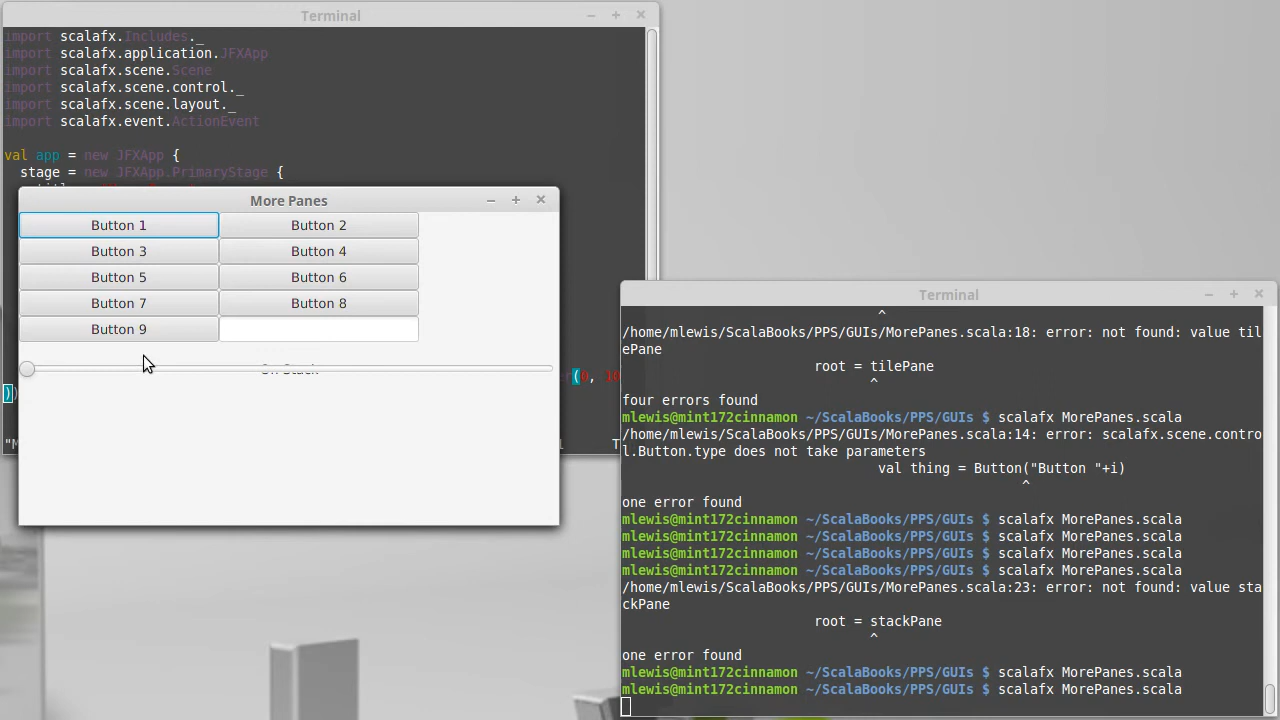 Terminal
import scalafx.Includes._
import scalafx.application.JFXApp
import scalafx.scene.Scene
import scalafx.scene.control._
import scalafx.scene.layout._
import scalafx.event.ActionEvent
val app = new JFXApp {
stage = new JFXApp.PrimaryStage {
More Panes
Button 1
Button 2
Button 3
Button 4
Button 5
Button 6
Button 7
Button 8
Button 9
On Stack
(0, 10
))
"M
Terminal
^
/home/mlewis/ScalaBooks/PPS/GUIs/MorePanes.scala:18: error: not found: value til
ePane
root = tilePane
^
four errors found
mlewis@mint172cinnamon ~/ScalaBooks/PPS/GUIs $ scalafx MorePanes.scala
/home/mlewis/ScalaBooks/PPS/GUIs/MorePanes.scala:14: error: scalafx.scene.contro
l.Button.type does not take parameters
val thing = Button("Button "+i)
^
one error found
mlewis@mint172cinnamon ~/ScalaBooks/PPS/GUIs $ scalafx MorePanes.scala
mlewis@mint172cinnamon ~/ScalaBooks/PPS/GUIs $ scalafx MorePanes.scala
mlewis@mint172cinnamon ~/ScalaBooks/PPS/GUIs $ scalafx MorePanes.scala
mlewis@mint172cinnamon ~/ScalaBooks/PPS/GUIs $ scalafx MorePanes.scala
/home/mlewis/ScalaBooks/PPS/GUIs/MorePanes.scala:23: error: not found: value sta
ckPane
root = stackPane
^
one error found
mlewis@mint172cinnamon ~/ScalaBooks/PPS/GUIs $ scalafx MorePanes.scala
mlewis@mint172cinnamon ~/ScalaBooks/PPS/GUIs $ scalafx MorePanes.scala